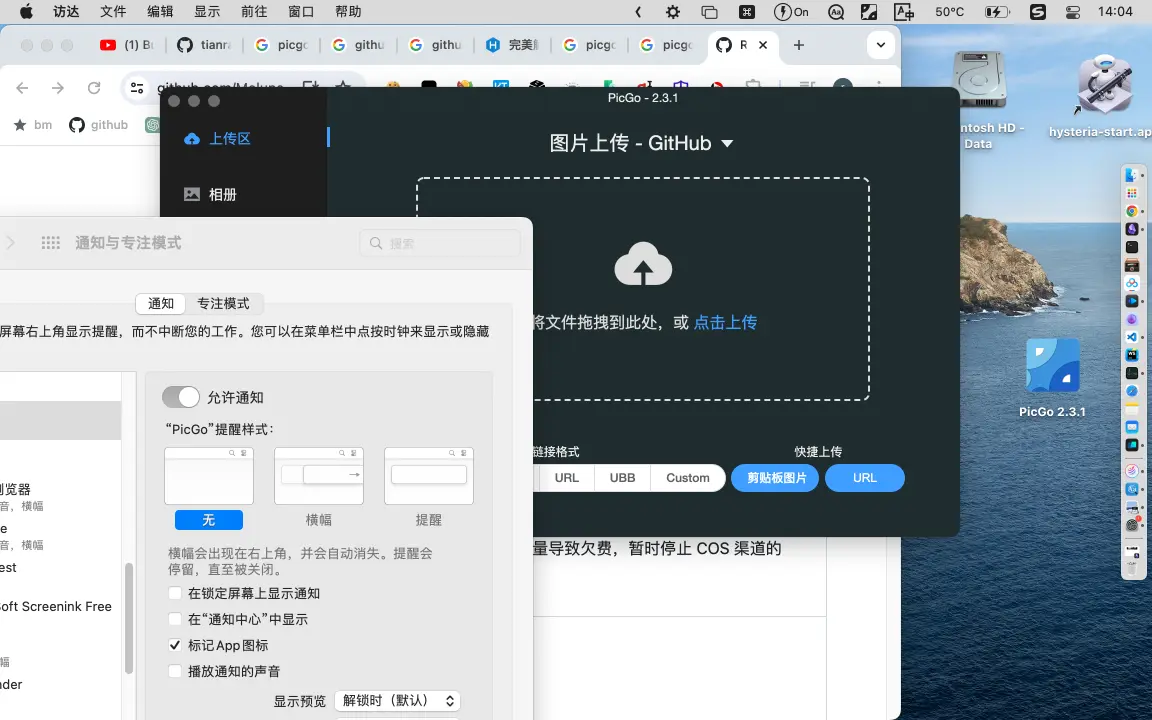 访达 文件 编辑 显示 前往 窗口 帮助 On 50°C 14:04
(1) B tianr picgo githu githu 完美 picgo picgo R
github.com/Molunc
bm github
PicGo - 2.3.1
上传区
图片上传 - GitHub
相册
将文件拖拽到此处，或 点击上传
链接格式 快捷上传
URL UBB Custom 剪贴板图片 URL
量导致欠费，暂时停止 COS 渠道的
通知与专注模式 搜索
通知 专注模式
屏幕右上角显示提醒，而不中断您的工作。您可以在菜单栏中点按时钟来显示或隐藏
允许通知
“PicGo”提醒样式：
无 横幅 提醒
横幅会出现在右上角，并会自动消失。提醒会
停留，直至被关闭。
在锁定屏幕上显示通知
在“通知中心”中显示
标记App图标
播放通知的声音
显示预览 解锁时（默认）
浏览器
音，横幅
e
音，横幅
est
oft Screenink Free
幅
nder
ntosh HD -
Data
hysteria-start.ap
PicGo 2.3.1